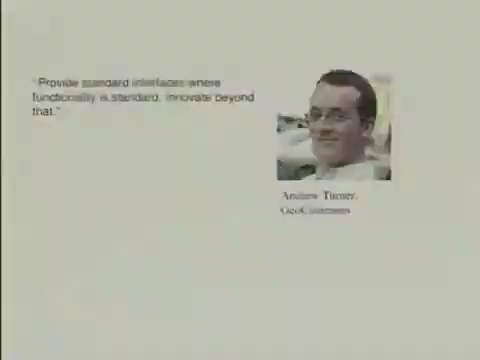 "Provide standard interfaces where
functionality is standard, innovate beyond
that."
Andrew Turner,
GeoCommons